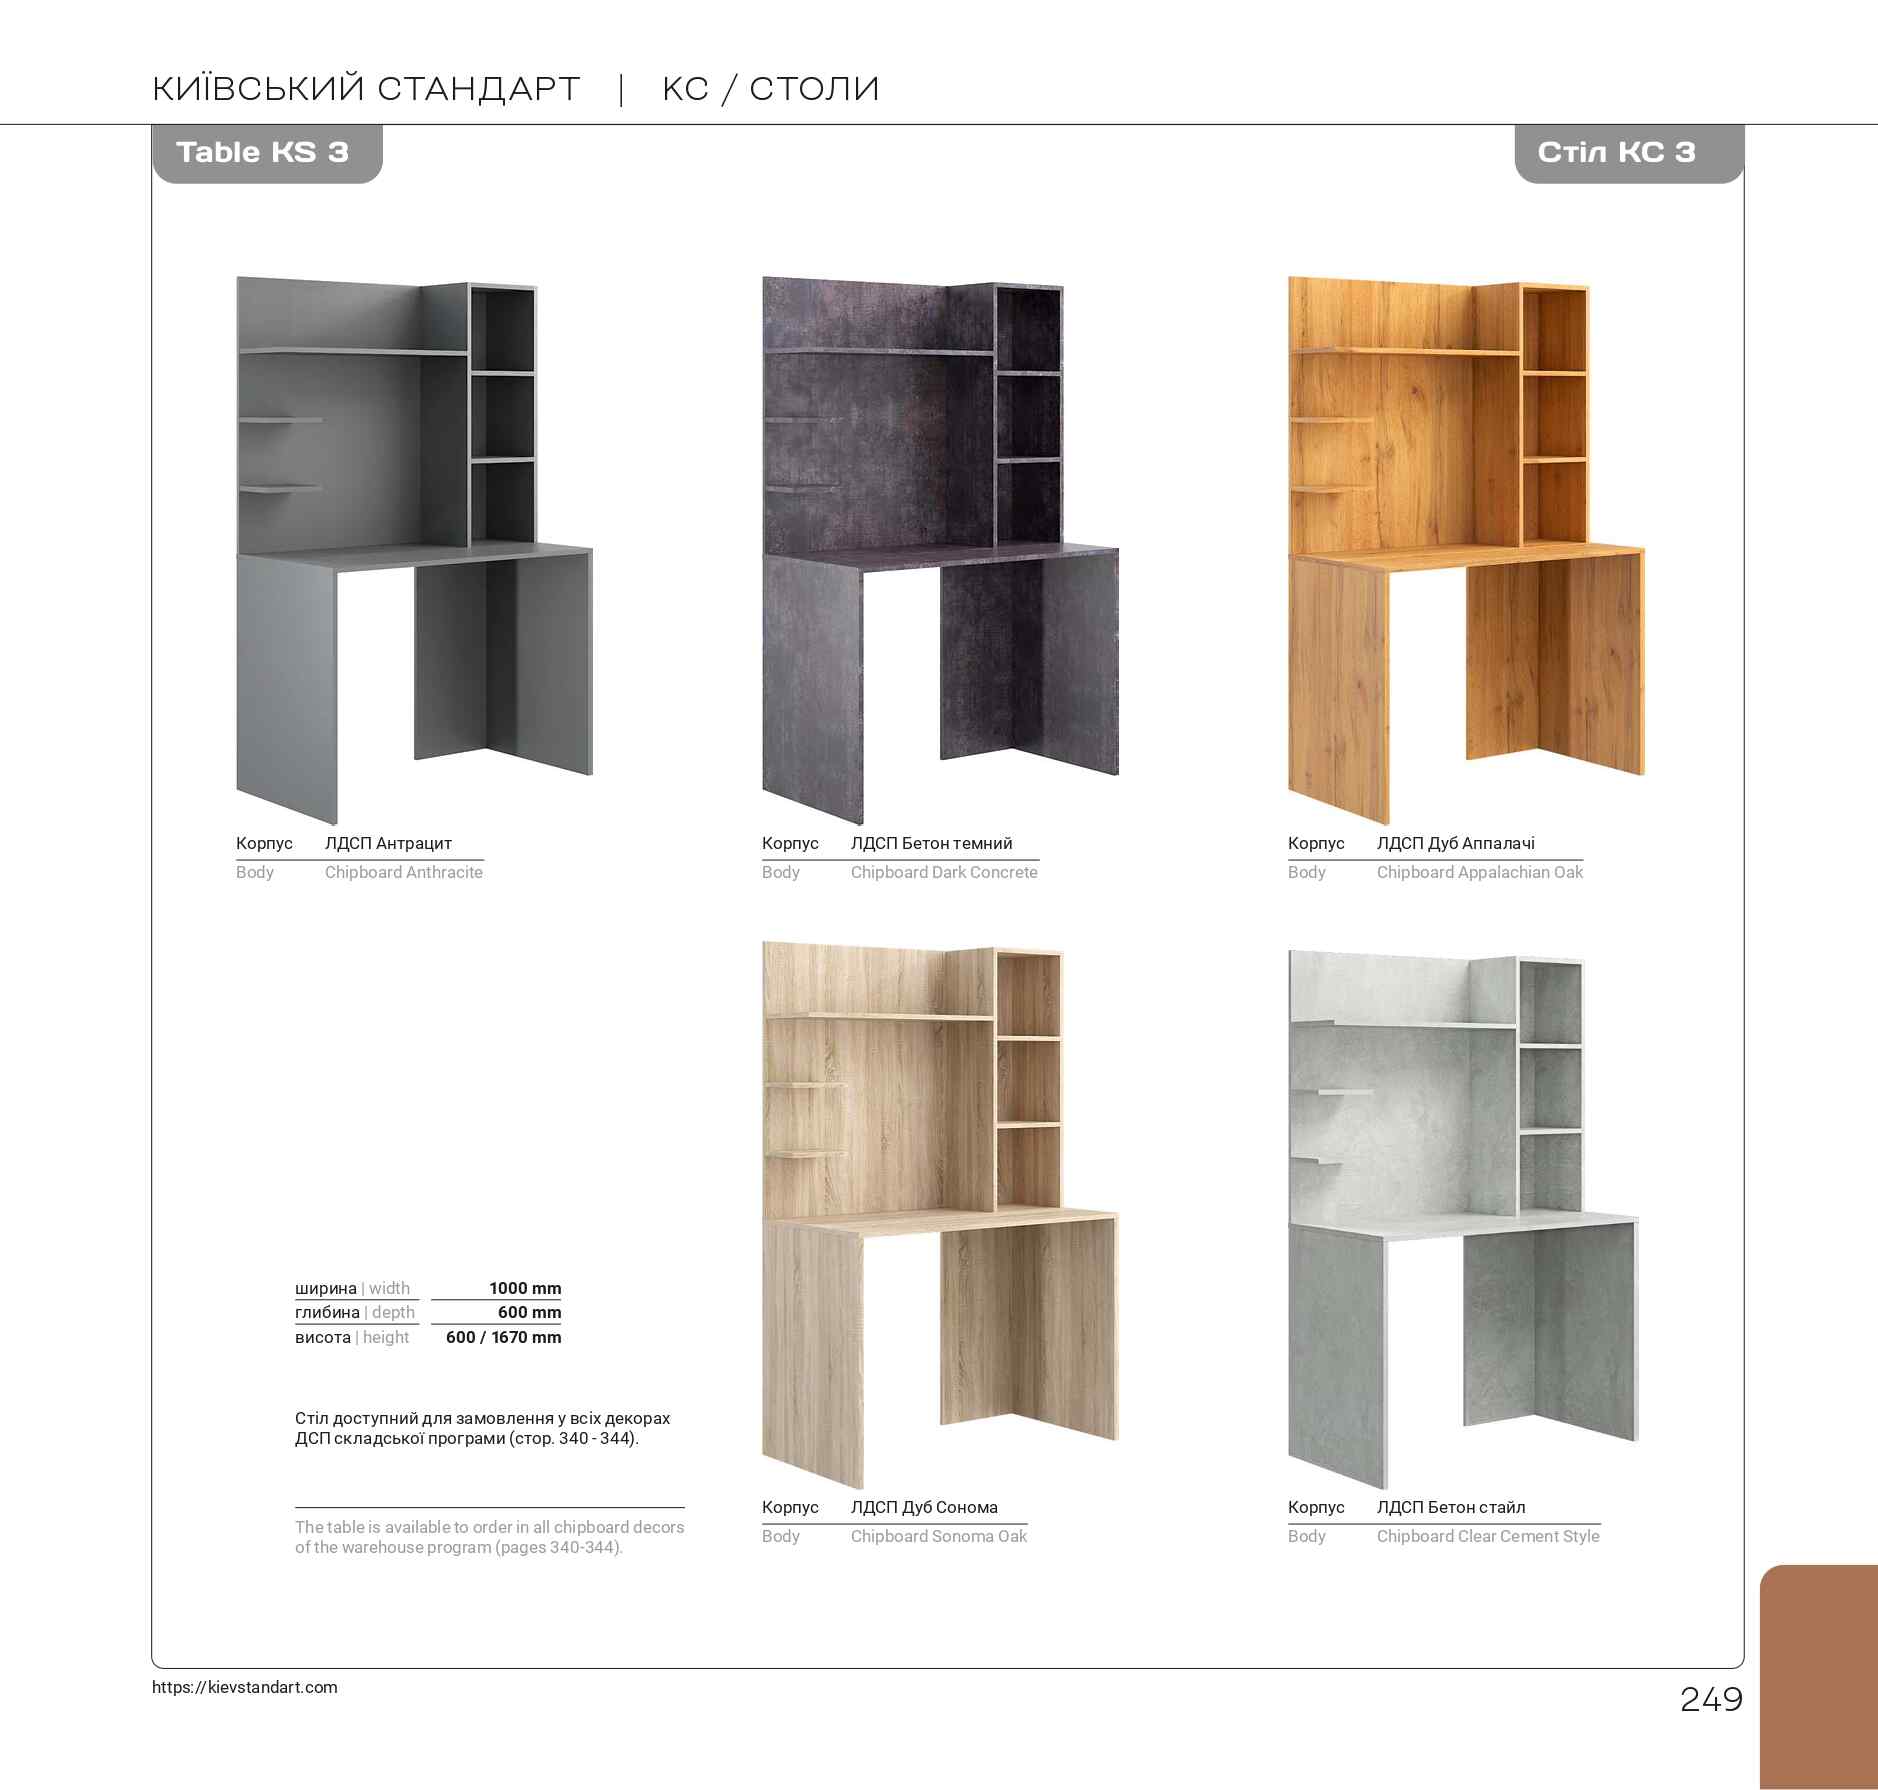 КИЇВСЬКИЙ СТАНДАРТ | КС / СТОЛИ
Table KS 3
Стіл КС 3
Корпус ЛДСП Антрацит
Body Chipboard Anthracite
Корпус ЛДСП Бетон темний
Body Chipboard Dark Concrete
Корпус ЛДСП Дуб Аппалачі
Body Chipboard Appalachian Oak
ширина | width 1000 mm
глибина | depth 600 mm
висота | height 600 / 1670 mm
Стіл доступний для замовлення у всіх декорах
ДСП складської програми (стор. 340 - 344).
The table is available to order in all chipboard decors
of the warehouse program (pages 340-344).
Корпус ЛДСП Дуб Сонома
Body Chipboard Sonoma Oak
Корпус ЛДСП Бетон стайл
Body Chipboard Clear Cement Style
https://kievstandart.com
249